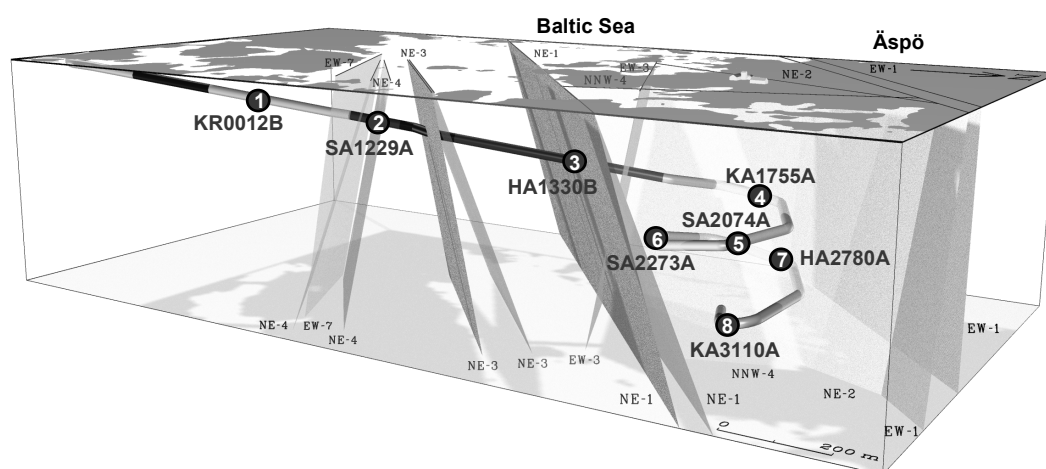 Baltic Sea
Äspö
NE-3
NE-1
EW-7
EW-3
EW-1
NE-2
NE-4
NNW-4
1
KR0012B
2
SA1229A
3
HA1330B
KA1755A
4
SA2074A
6
5
7
HA2780A
SA2273A
8
KA3110A
NE-4
EW-7
NE-4
NE-3
NE-3
EW-3
NNW-4
EW-1
NE-1
NE-1
NE-2
EW-1
0
200 m